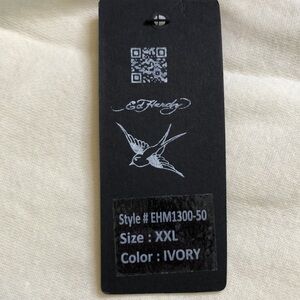 Ed Hardy
Style # EHM1300-50
Size : XXL
Color : IVORY